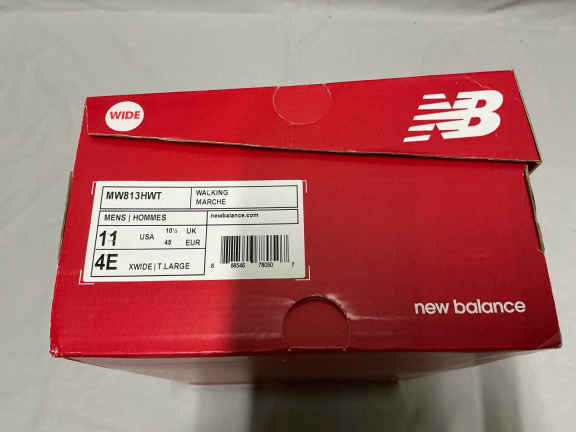 WIDE
NB
MW813HWT
WALKING
MARCHE
MENS | HOMMES
newbalance.com
11 USA 10½ UK
45 EUR
4E XWIDE | T.LARGE
7
new balance